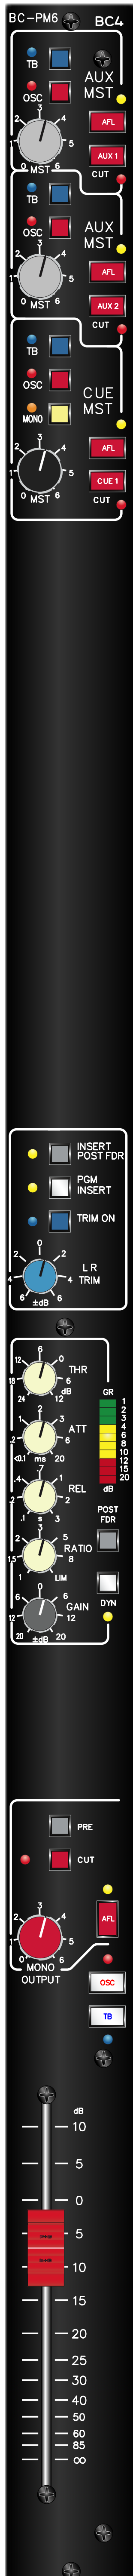 BC-PM6 BC4
TB
AUX
MST
OSC
AFL
3
2 4
1 5
0 MST 6
AUX 1
CUT
TB
AUX
MST
OSC
AFL
3
2 4
1 5
0 MST 6
AUX 2
CUT
TB
OSC
CUE
MST
MONO
AFL
3
2 4
1 5
0 MST 6
CUE 1
CUT
INSERT
POST FDR
PGM
INSERT
TRIM ON
0
2 2
4 4
6 6
±dB
L R
TRIM
6
12 0
18 6
24 12
dB
THR
GR
1
2
3
4
6
8
10
12
15
20
dB
2
.2 12
<0.1 ms 20
ATT
.7
.4 1
.2 2
.1 s 3
REL
3
2 5
1.5 8
1 LIM
RATIO
POST
FDR
0
6 6
12 12
20 20
±dB
GAIN
DYN
PRE
CUT
3
2 4
1 5
0 6
MONO
OUTPUT
AFL
OSC
TB
dB
10
5
0
5
10
15
20
25
30
40
50
60
85
∞